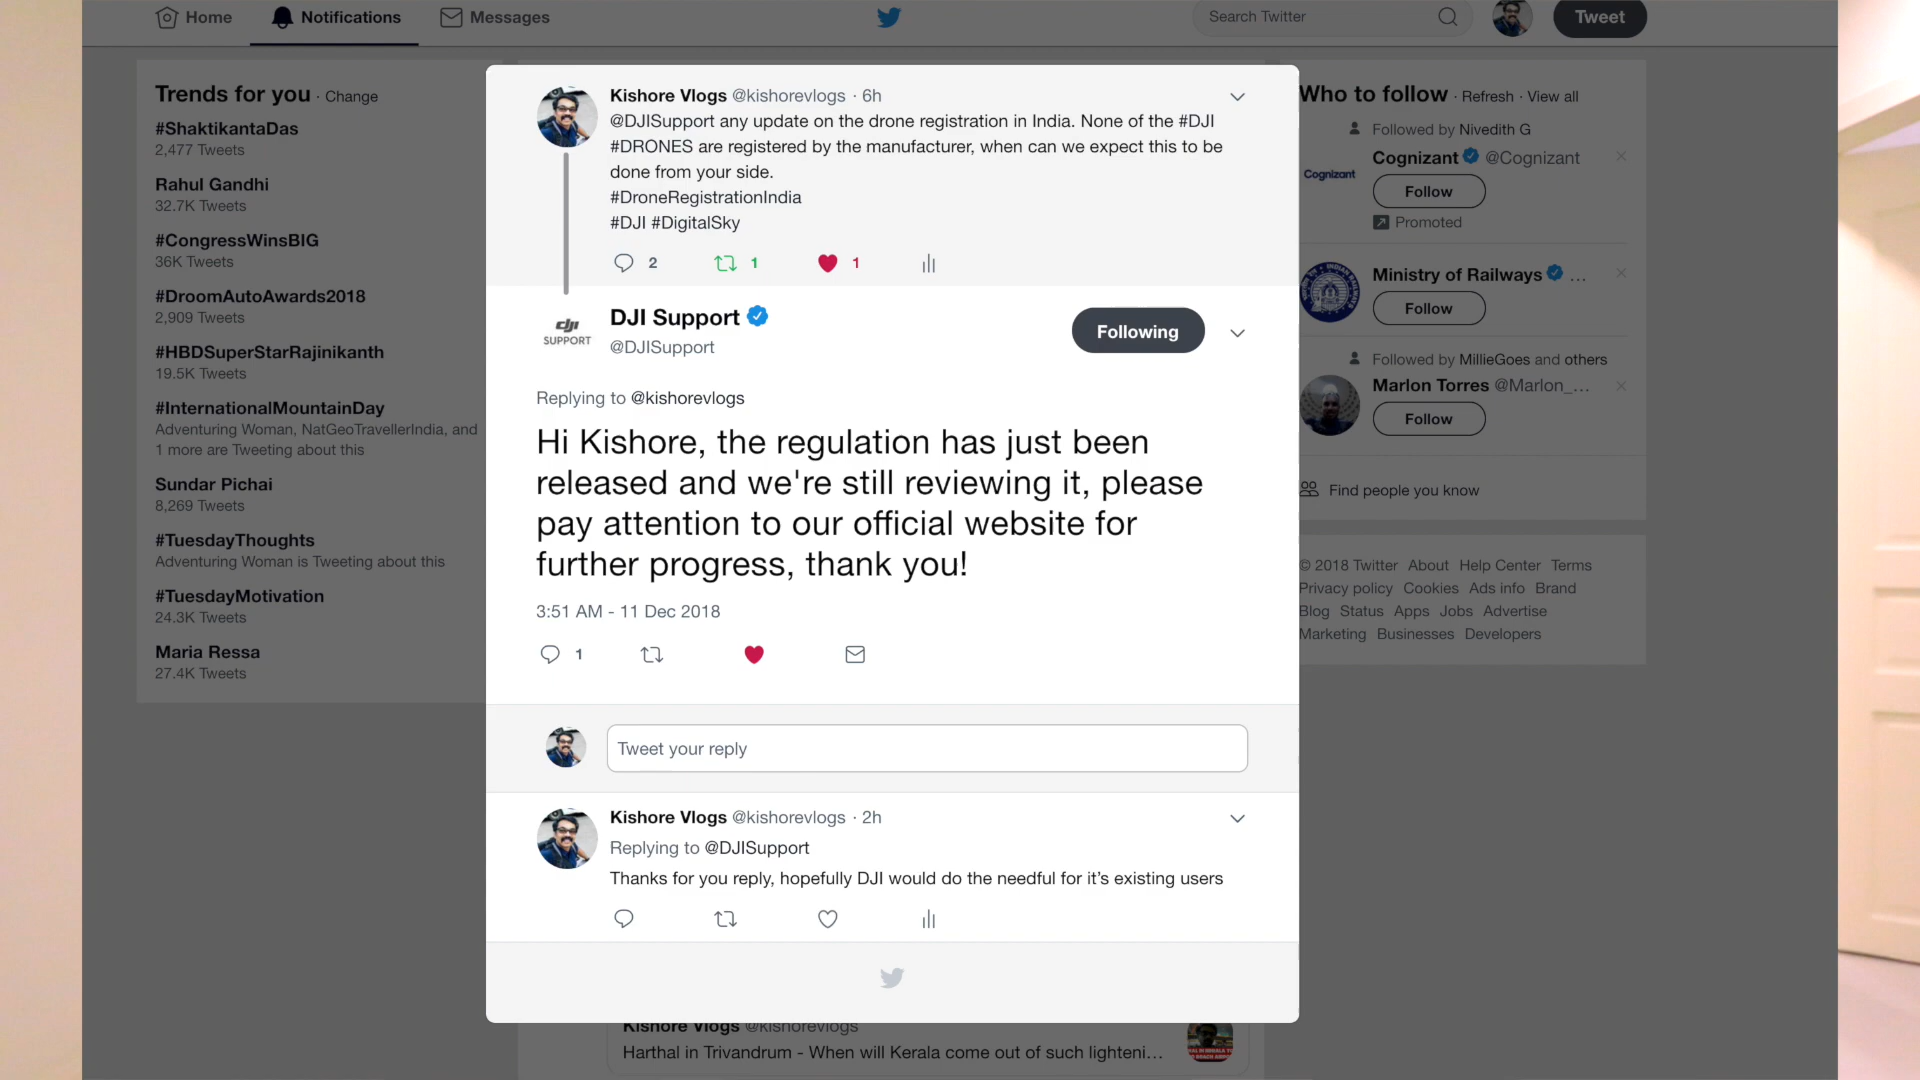 Home
Notifications
Messages
Search Twitter
Tweet
Trends for you · Change
#ShaktikantaDas
2,477 Tweets
Rahul Gandhi
32.7K Tweets
#CongressWinsBIG
36K Tweets
#DroomAutoAwards2018
2,909 Tweets
#HBDSuperStarRajinikanth
19.5K Tweets
#InternationalMountainDay
Adventuring Woman, NatGeoTravellerIndia, and
1 more are Tweeting about this
Sundar Pichai
8,269 Tweets
#TuesdayThoughts
Adventuring Woman is Tweeting about this
#TuesdayMotivation
24.3K Tweets
Maria Ressa
27.4K Tweets
Kishore Vlogs @kishorevlogs · 6h
@DJISupport any update on the drone registration in India. None of the #DJI
#DRONES are registered by the manufacturer, when can we expect this to be
done from your side.
#DroneRegistrationIndia
#DJI #DigitalSky
2 1 1
dji
SUPPORT
DJI Support
@DJISupport
Following
Replying to @kishorevlogs
Hi Kishore, the regulation has just been
released and we're still reviewing it, please
pay attention to our official website for
further progress, thank you!
3:51 AM - 11 Dec 2018
1
Tweet your reply
Kishore Vlogs @kishorevlogs · 2h
Replying to @DJISupport
Thanks for you reply, hopefully DJI would do the needful for it's existing users
Kishore Vlogs @kishorevlogs
Harthal in Trivandrum - When will Kerala come out of such lighteni...
Who to follow · Refresh · View all
Followed by Nivedith G
Cognizant
Cognizant @Cognizant
Follow
Promoted
Ministry of Railways ...
Follow
Followed by MillieGoes and others
Marlon Torres @Marlon_...
Follow
Find people you know
© 2018 Twitter About Help Center Terms
Privacy policy Cookies Ads info Brand
Blog Status Apps Jobs Advertise
Marketing Businesses Developers